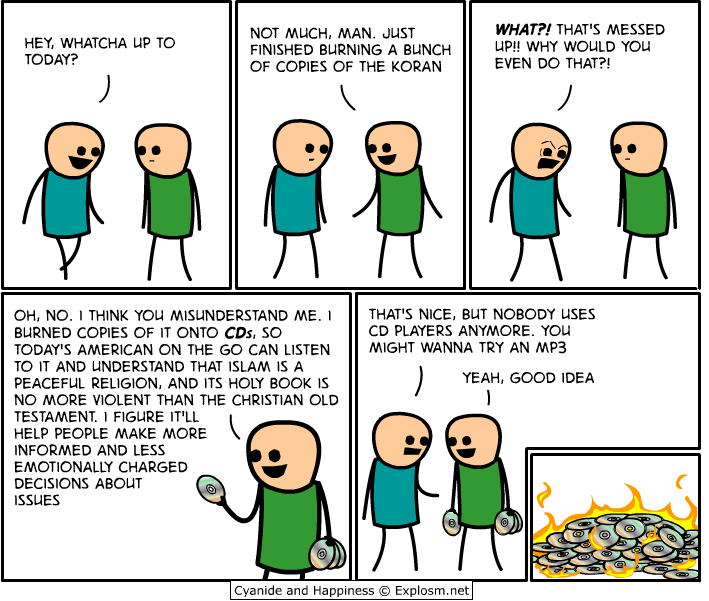 HEY, WHATCHA UP TO
TODAY?
NOT MUCH, MAN. JUST
FINISHED BURNING A BUNCH
OF COPIES OF THE KORAN
WHAT?! THAT'S MESSED
UP!! WHY WOULD YOU
EVEN DO THAT?!
OH, NO. I THINK YOU MISUNDERSTAND ME. I
BURNED COPIES OF IT ONTO CDs, SO
TODAY'S AMERICAN ON THE GO CAN LISTEN
TO IT AND UNDERSTAND THAT ISLAM IS A
PEACEFUL RELIGION, AND ITS HOLY BOOK IS
NO MORE VIOLENT THAN THE CHRISTIAN OLD
TESTAMENT. I FIGURE IT'LL
HELP PEOPLE MAKE MORE
INFORMED AND LESS
EMOTIONALLY CHARGED
DECISIONS ABOUT
ISSUES
THAT'S NICE, BUT NOBODY USES
CD PLAYERS ANYMORE. YOU
MIGHT WANNA TRY AN MP3
YEAH, GOOD IDEA
Cyanide and Happiness © Explosm.net